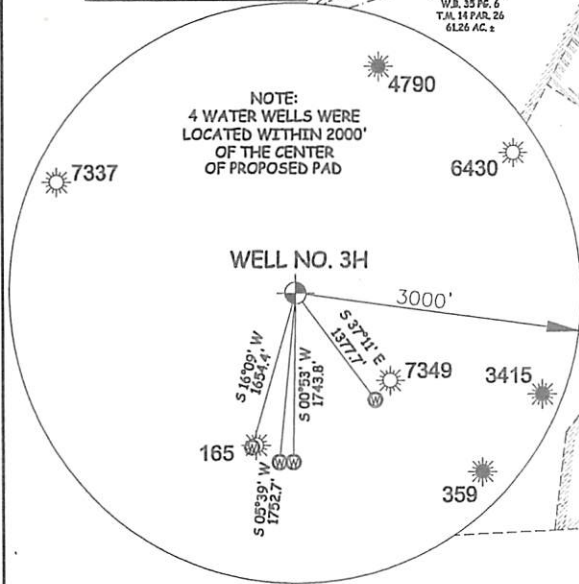 W.B. 35 PG. 6
T.M. 14 PAR. 26
61.26 AC. ±
4790
NOTE:
4 WATER WELLS WERE
LOCATED WITHIN 2000'
OF THE CENTER
OF PROPOSED PAD
6430
7337
WELL NO. 3H
3000'
S 37°11' E
1377.7'
S 16°09' W
1654.4'
S 00°53' W
1743.8'
7349
3415
165
W
W
W
W
S 05°39' W
1752.7'
359